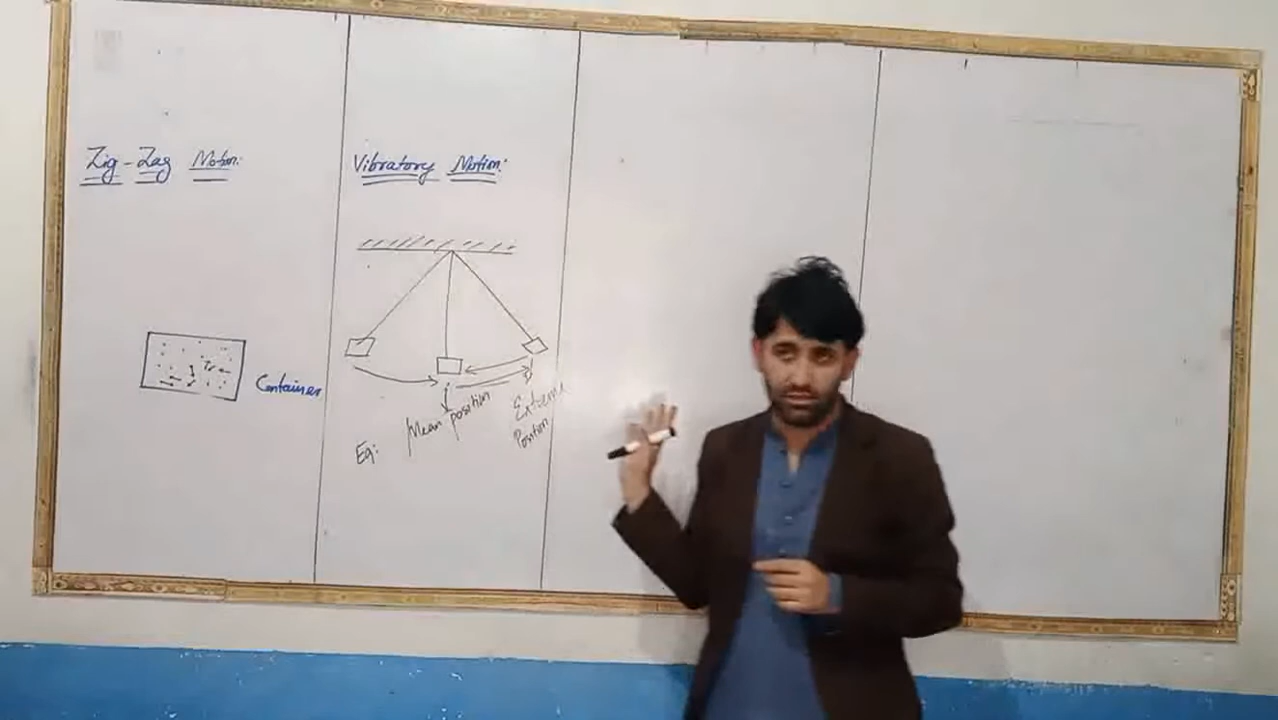 Zig-Zag Motion:
Container
Vibratory Motion:
Mean position
Extreme
Position
Eg: